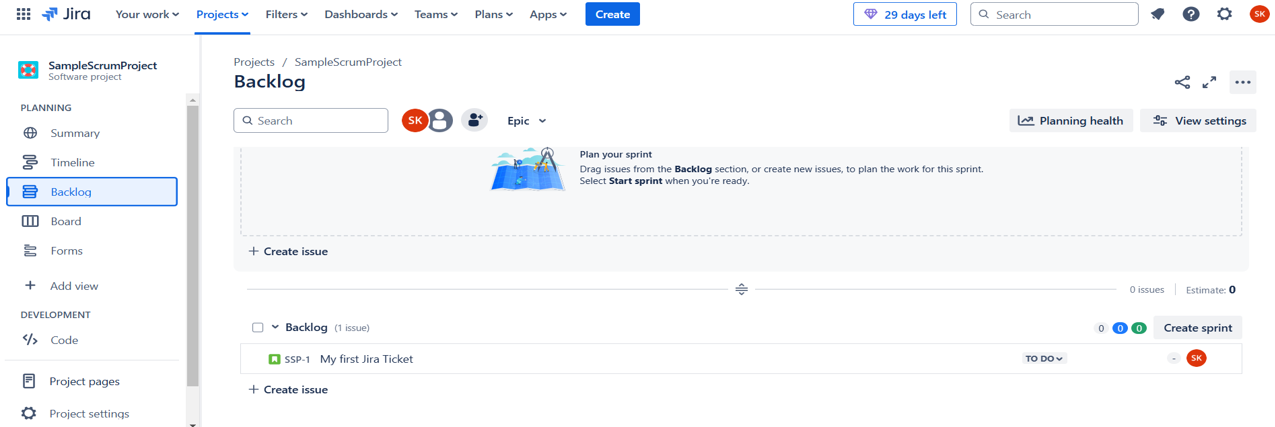 Jira Your work Projects Filters Dashboards Teams Plans Apps Create 29 days left Search SK
SampleScrumProject
Software project
PLANNING
Summary
Timeline
Backlog
Board
Forms
Add view
DEVELOPMENT
Code
Project pages
Project settings
Projects / SampleScrumProject
Backlog
Search SK Epic Planning health View settings
Plan your sprint
Drag issues from the Backlog section, or create new issues, to plan the work for this sprint.
Select Start sprint when you're ready.
+ Create issue
0 issues Estimate: 0
Backlog (1 issue) 0 0 0 Create sprint
SSP-1 My first Jira Ticket TO DO - SK
+ Create issue